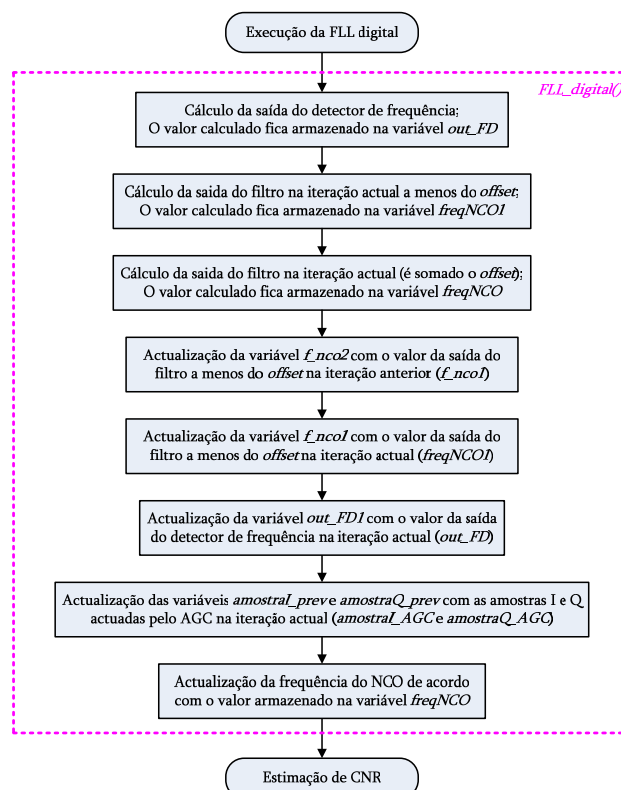 Execução da FLL digital
FLL_digital()
Cálculo da saída do detector de frequência;
O valor calculado fica armazenado na variável out_FD
Cálculo da saida do filtro na iteração actual a menos do offset;
O valor calculado fica armazenado na variável freqNCO1
Cálculo da saida do filtro na iteração actual (é somado o offset);
O valor calculado fica armazenado na variável freqNCO
Actualização da variável f_nco2 com o valor da saída do
filtro a menos do offset na iteração anterior (f_nco1)
Actualização da variável f_nco1 com o valor da saída do
filtro a menos do offset na iteração actual (freqNCO1)
Actualização da variável out_FD1 com o valor da saída
do detector de frequência na iteração actual (out_FD)
Actualização das variáveis amostraI_prev e amostraQ_prev com as amostras I e Q
actuadas pelo AGC na iteração actual (amostraI_AGC e amostraQ_AGC)
Actualização da frequência do NCO de acordo
com o valor armazenado na variável freqNCO
Estimação de CNR